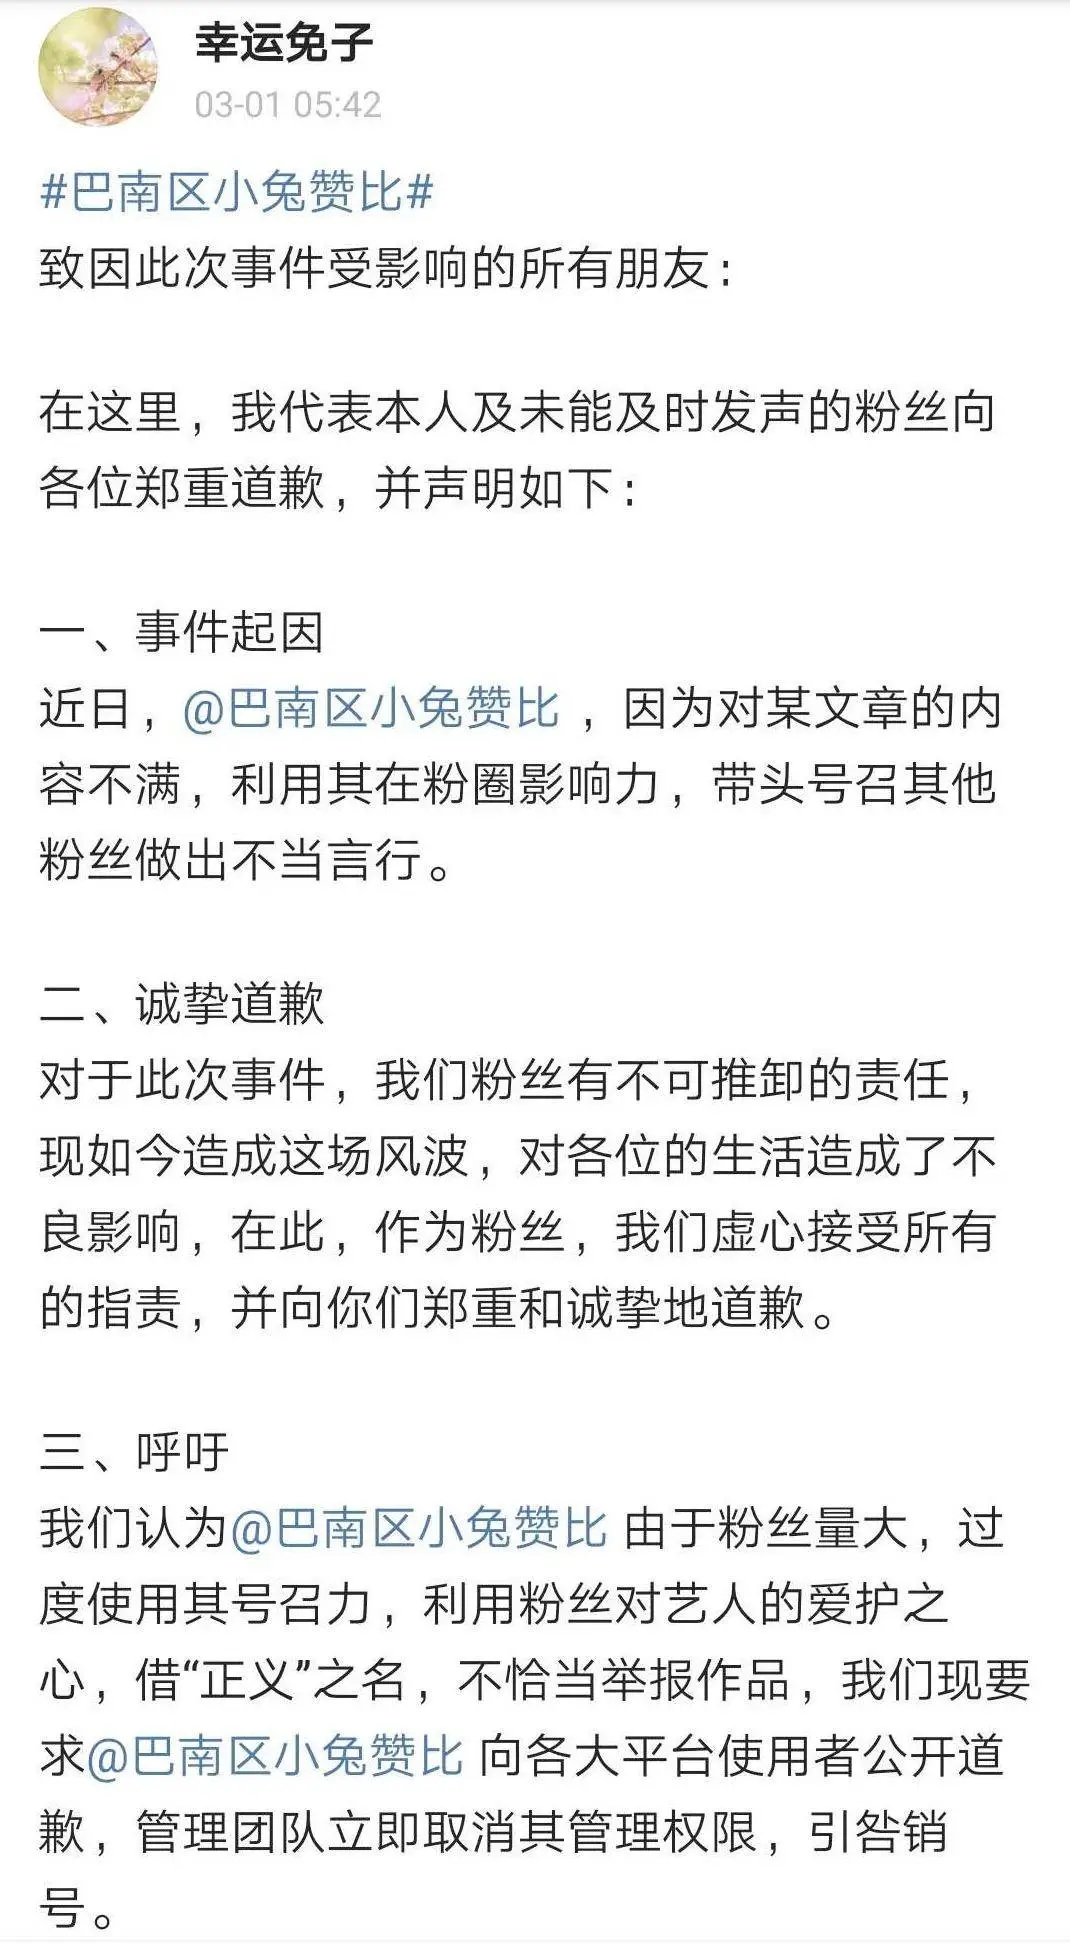 幸运免子
03-01 05:42
#巴南区小兔赞比#
致因此次事件受影响的所有朋友：
在这里，我代表本人及未能及时发声的粉丝向
各位郑重道歉，并声明如下：
一、事件起因
近日，@巴南区小兔赞比 ，因为对某文章的内
容不满，利用其在粉圈影响力，带头号召其他
粉丝做出不当言行。
二、诚挚道歉
对于此次事件，我们粉丝有不可推卸的责任，
现如今造成这场风波，对各位的生活造成了不
良影响，在此，作为粉丝，我们虚心接受所有
的指责，并向你们郑重和诚挚地道歉。
三、呼吁
我们认为@巴南区小兔赞比 由于粉丝量大，过
度使用其号召力，利用粉丝对艺人的爱护之
心，借“正义”之名，不恰当举报作品，我们现要
求@巴南区小兔赞比 向各大平台使用者公开道
歉，管理团队立即取消其管理权限，引咎销
号。